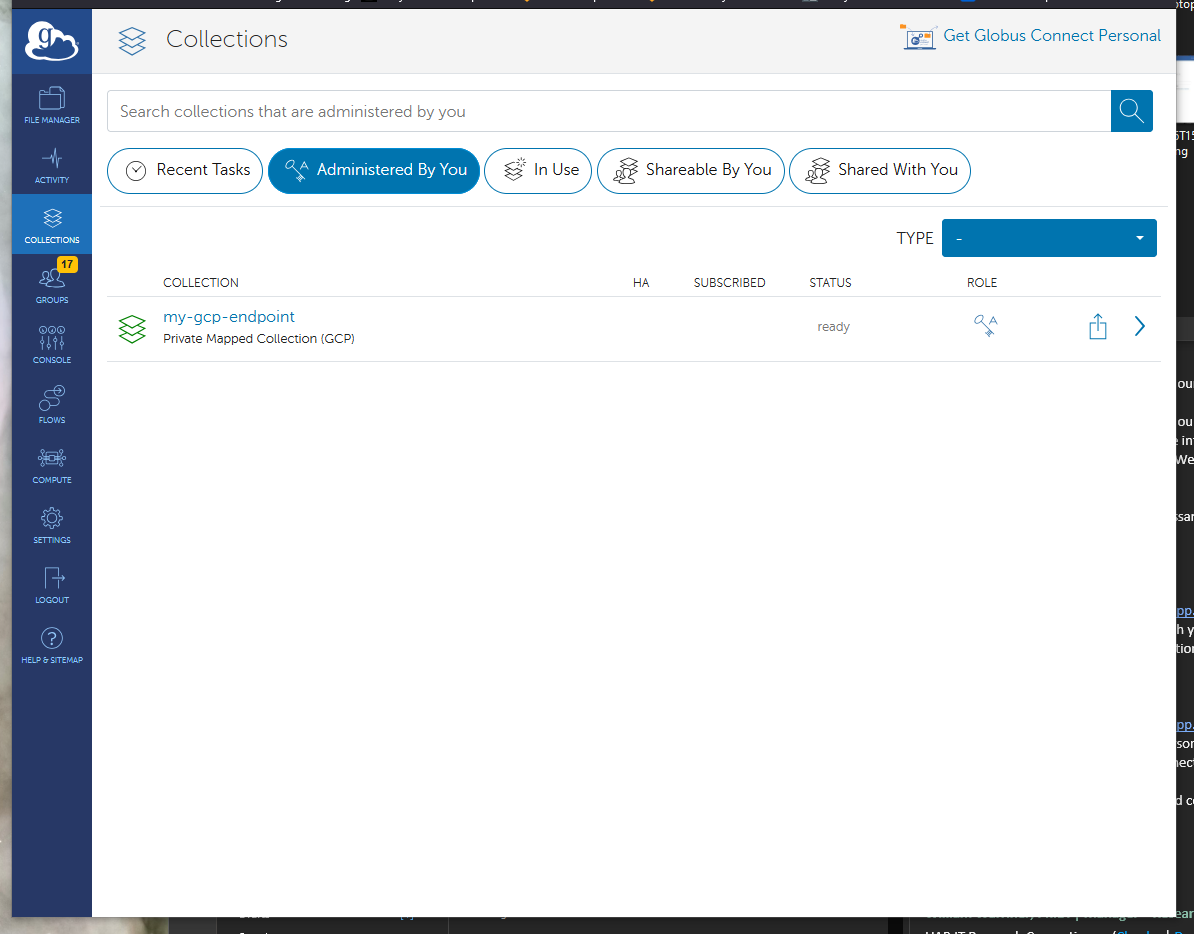 Collections
Get Globus Connect Personal
Search collections that are administered by you
Recent Tasks
Administered By You
In Use
Shareable By You
Shared With You
TYPE
-
COLLECTION HA SUBSCRIBED STATUS ROLE
my-gcp-endpoint
Private Mapped Collection (GCP)
ready
g
FILE MANAGER
ACTIVITY
COLLECTIONS
17
GROUPS
CONSOLE
FLOWS
COMPUTE
SETTINGS
LOGOUT
HELP & SITEMAP